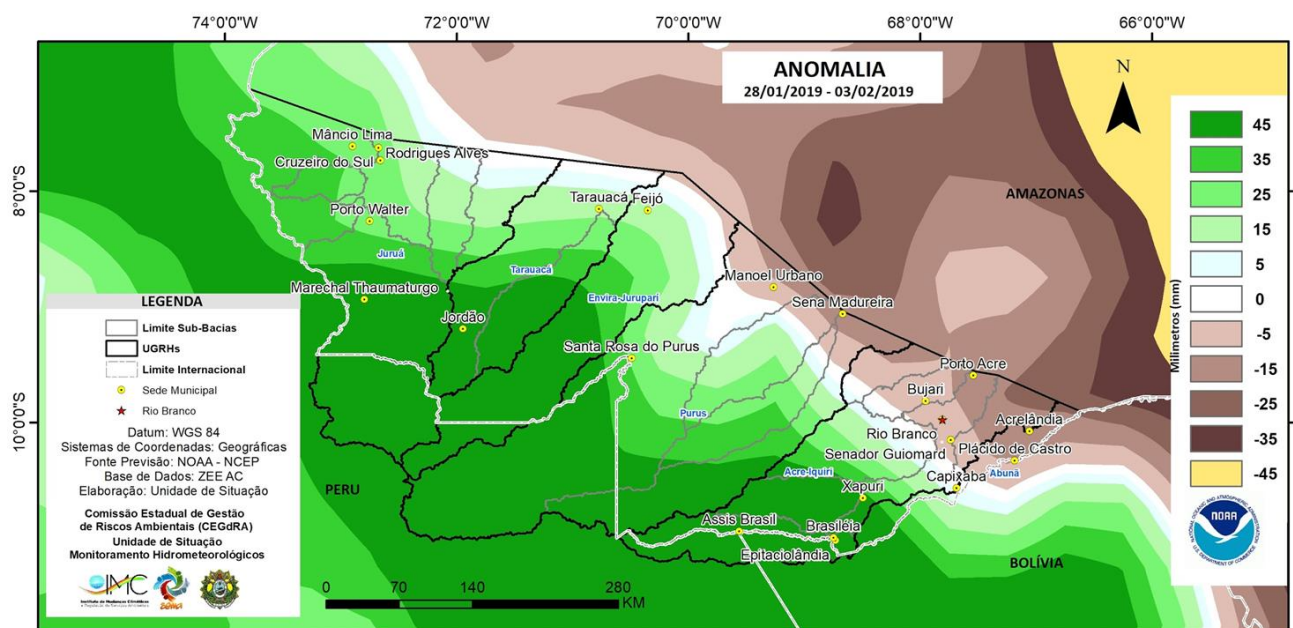 74°0'0"W 72°0'0"W 70°0'0"W 68°0'0"W 66°0'0"W
ANOMALIA
28/01/2019 - 03/02/2019
N
8°0'0"S
10°0'0"S
Mâncio Lima
Cruzeiro do Sul
Rodrigues Alves
Porto Walter
Juruá
Tarauacá
Feijó
Tarauacá
Marechal Thaumaturgo
Jordão
Envira-Jurupari
Santa Rosa do Purus
Manoel Urbano
Sena Madureira
Purus
Porto Acre
Bujari
Rio Branco
Acrelândia
Senador Guiomard
Plácido de Castro
Abunã
Acre-Iquiri
Capixaba
Xapuri
Assis Brasil
Brasiléia
Epitaciolândia
AMAZONAS
PERU
BOLÍVIA
LEGENDA
Limite Sub-Bacias
UGRHs
Limite Internacional
Sede Municipal
Rio Branco
Datum: WGS 84
Sistemas de Coordenadas: Geográficas
Fonte Previsão: NOAA - NCEP
Base de Dados: ZEE AC
Elaboração: Unidade de Situação
Comissão Estadual de Gestão
de Riscos Ambientais (CEGdRA)
Unidade de Situação
Monitoramento Hidrometeorológicos
IMC
sema
0 70 140 280
KM
Milimetros (mm)
45
35
25
15
5
0
-5
-15
-25
-35
-45
NOAA